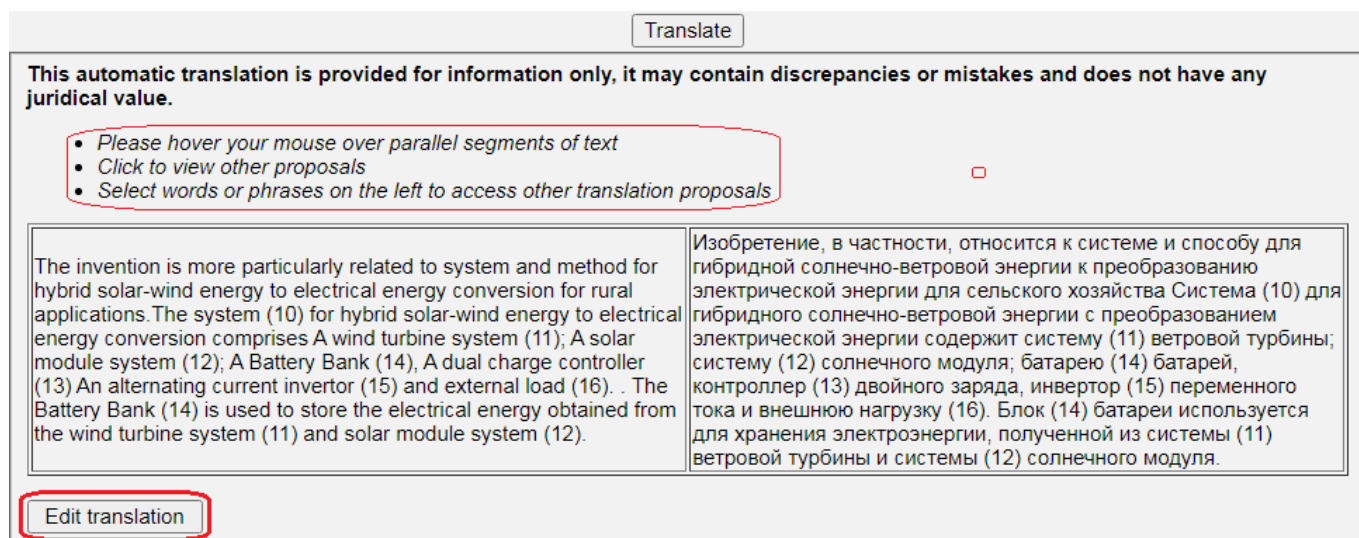 Translate
This automatic translation is provided for information only, it may contain discrepancies or mistakes and does not have any
juridical value.
• Please hover your mouse over parallel segments of text
• Click to view other proposals
• Select words or phrases on the left to access other translation proposals
The invention is more particularly related to system and method for
hybrid solar-wind energy to electrical energy conversion for rural
applications.The system (10) for hybrid solar-wind energy to electrical
energy conversion comprises A wind turbine system (11); A solar
module system (12); A Battery Bank (14), A dual charge controller
(13) An alternating current invertor (15) and external load (16). . The
Battery Bank (14) is used to store the electrical energy obtained from
the wind turbine system (11) and solar module system (12).
Изобретение, в частности, относится к системе и способу для
гибридной солнечно-ветровой энергии к преобразованию
электрической энергии для сельского хозяйства Система (10) для
гибридного солнечно-ветровой энергии с преобразованием
электрической энергии содержит систему (11) ветровой турбины;
систему (12) солнечного модуля; батарею (14) батарей,
контроллер (13) двойного заряда, инвертор (15) переменного
тока и внешнюю нагрузку (16). Блок (14) батареи используется
для хранения электроэнергии, полученной из системы (11)
ветровой турбины и системы (12) солнечного модуля.
Edit translation